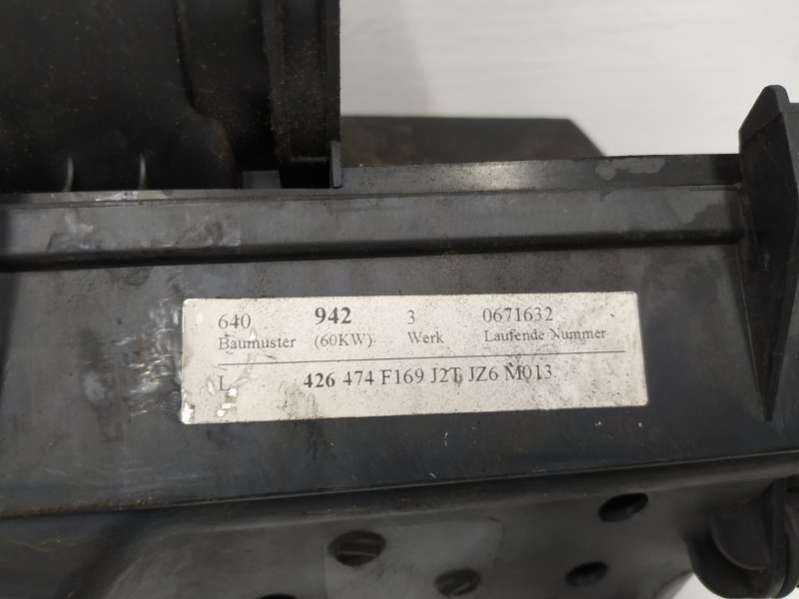 640 942 3 0671632
Baumuster (60KW) Werk Laufende Nummer
L 426 474 F169 J2T JZ6 M013